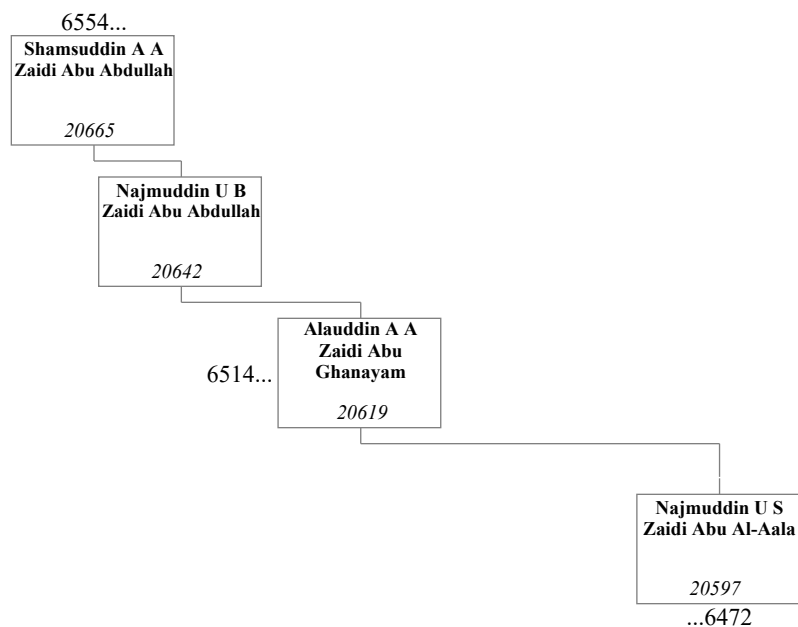 6554...
Shamsuddin A A
Zaidi Abu Abdullah
20665
Najmuddin U B
Zaidi Abu Abdullah
20642
Alauddin A A
Zaidi Abu
Ghanayam
6514...
20619
Najmuddin U S
Zaidi Abu Al-Aala
20597
...6472